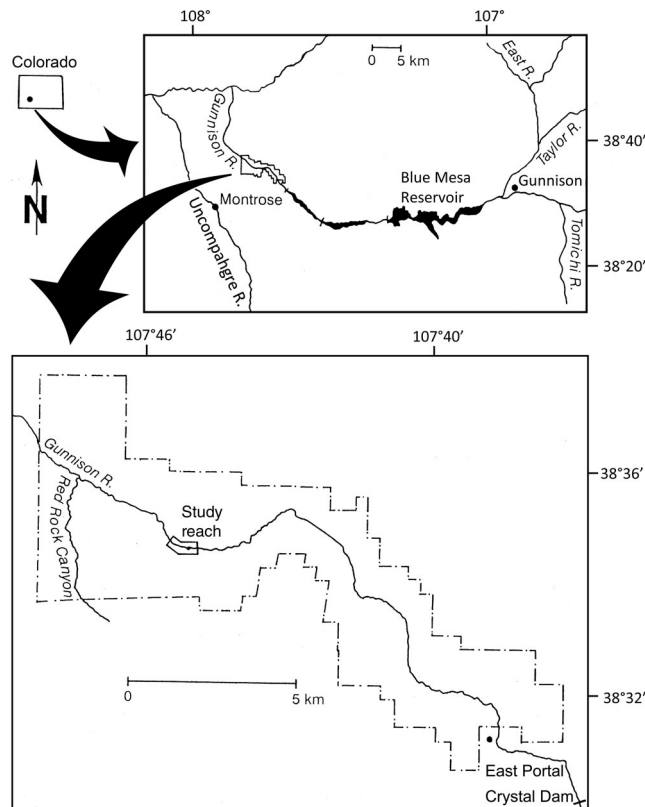 108°
107°
Colorado
0 5 km
East R.
Gunnison R.
Taylor R.
38°40'
Blue Mesa
Reservoir
Gunnison
N
Montrose
Uncompahgre R.
Tomichi R.
38°20'
107°46'
107°40'
Gunnison R.
38°36'
Red Rock Canyon
Study
reach
0 5 km
38°32'
East Portal
Crystal Dam